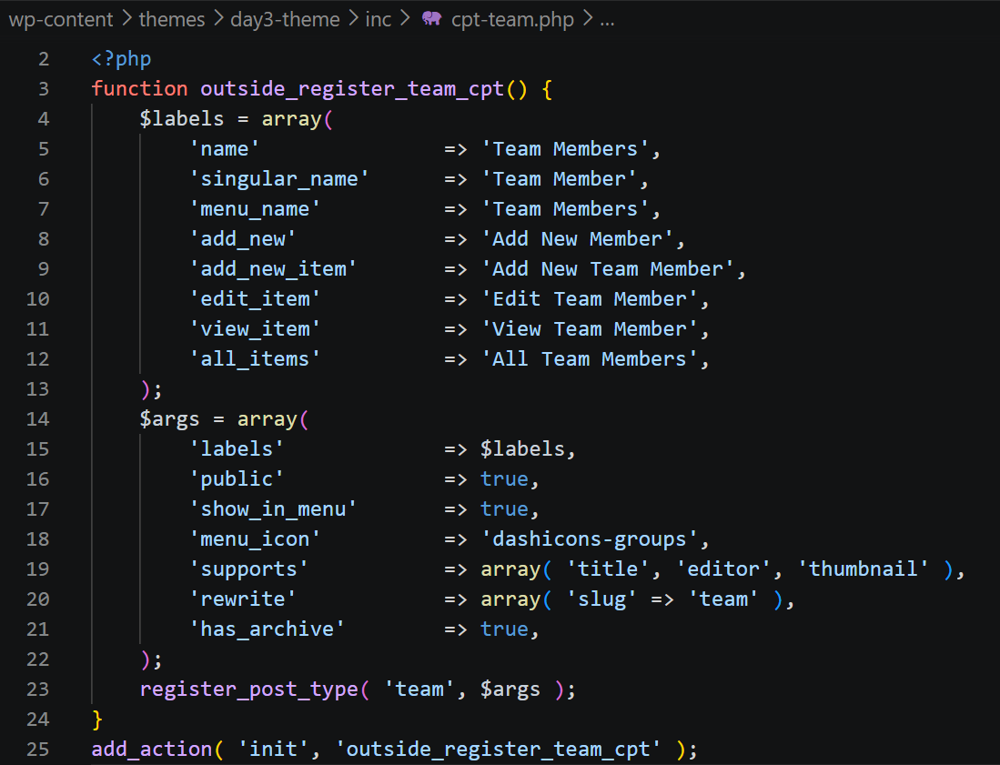 wp-content > themes > day3-theme > inc > cpt-team.php > ...
2 <?php
3 function outside_register_team_cpt() {
4     $labels = array(
5         'name'               => 'Team Members',
6         'singular_name'      => 'Team Member',
7         'menu_name'          => 'Team Members',
8         'add_new'            => 'Add New Member',
9         'add_new_item'       => 'Add New Team Member',
10         'edit_item'          => 'Edit Team Member',
11         'view_item'          => 'View Team Member',
12         'all_items'          => 'All Team Members',
13     );
14     $args = array(
15         'labels'             => $labels,
16         'public'             => true,
17         'show_in_menu'       => true,
18         'menu_icon'          => 'dashicons-groups',
19         'supports'           => array( 'title', 'editor', 'thumbnail' ),
20         'rewrite'            => array( 'slug' => 'team' ),
21         'has_archive'        => true,
22     );
23     register_post_type( 'team', $args );
24 }
25 add_action( 'init', 'outside_register_team_cpt' );